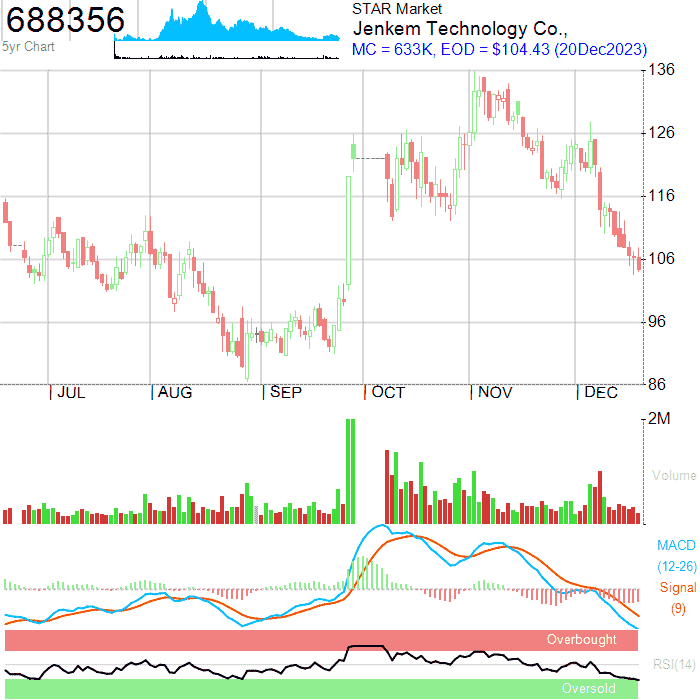 688356
5yr Chart
STAR Market
Jenkem Technology Co.,
MC = 633K, EOD = $104.43 (20Dec2023)
136
126
116
106
96
86
| JUL | AUG | SEP | OCT | NOV | DEC
2M
Volume
MACD
(12-26)
Signal
(9)
Overbought
RSI(14)
Oversold